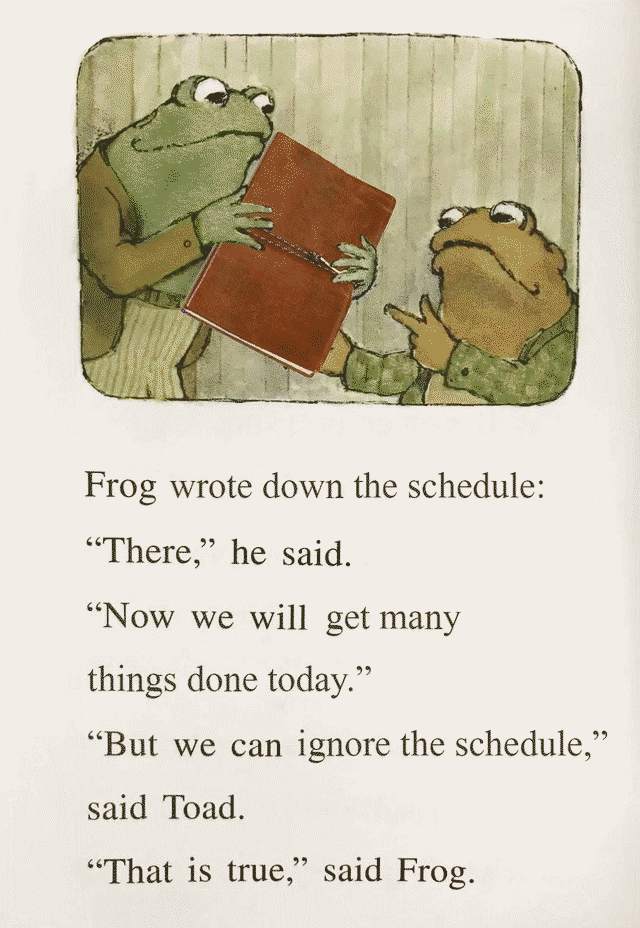 Frog wrote down the schedule:
“There,” he said.
“Now we will get many
things done today.”
“But we can ignore the schedule,”
said Toad.
“That is true,” said Frog.